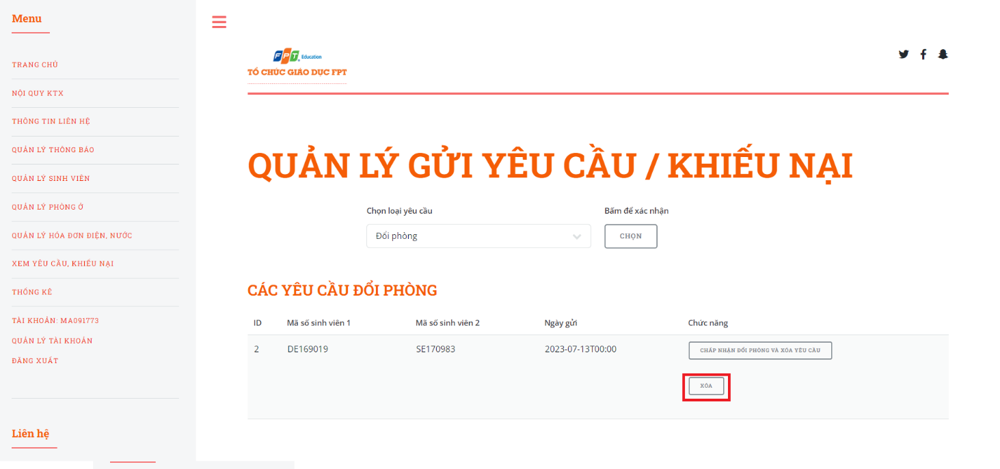 Menu
TRANG CHỦ
NỘI QUY KTX
THÔNG TIN LIÊN HỆ
QUẢN LÝ THÔNG BÁO
QUẢN LÝ SINH VIÊN
QUẢN LÝ PHÒNG Ở
QUẢN LÝ HÓA ĐƠN ĐIỆN, NƯỚC
XEM YÊU CẦU, KHIẾU NẠI
THỐNG KÊ
TÀI KHOẢN: MA091773
QUẢN LÝ TÀI KHOẢN
ĐĂNG XUẤT
Liên hệ
FPT Education
TỔ CHỨC GIÁO DỤC FPT
QUẢN LÝ GỬI YÊU CẦU / KHIẾU NẠI
Chọn loại yêu cầu Bấm để xác nhận
Đổi phòng CHỌN
CÁC YÊU CẦU ĐỔI PHÒNG
ID Mã số sinh viên 1 Mã số sinh viên 2 Ngày gửi Chức năng
2 DE169019 SE170983 2023-07-13T00:00 CHẤP NHẬN ĐỔI PHÒNG VÀ XÓA YÊU CẦU
XÓA